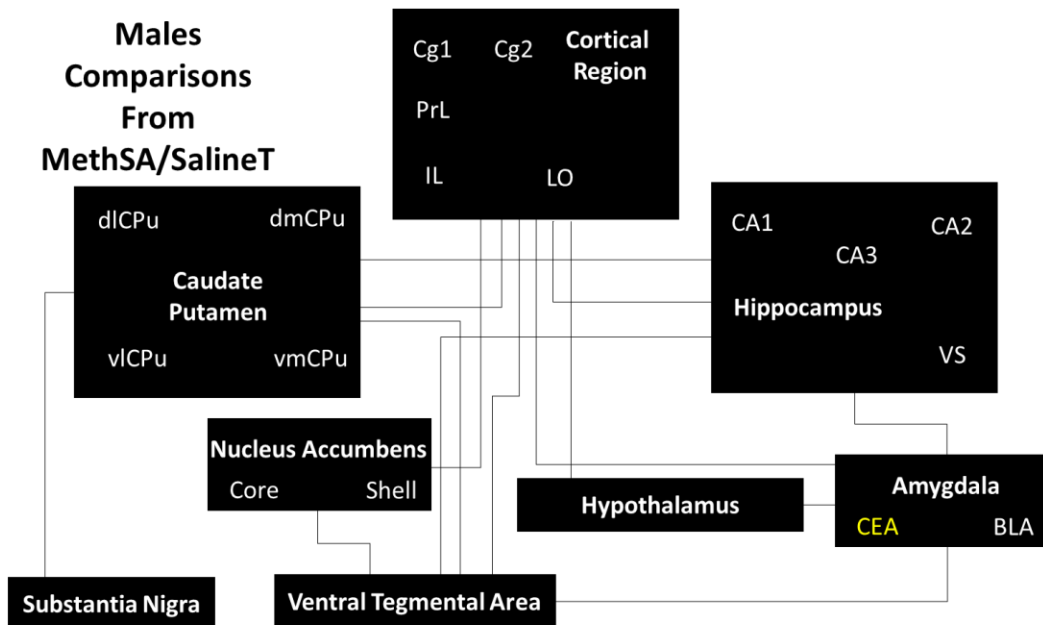 Males
Comparisons
From
MethSA/SalineT
Cg1 Cg2 Cortical
Region
PrL
IL LO
dlCPu dmCPu
Caudate
Putamen
vlCPu vmCPu
CA1 CA2
CA3
Hippocampus
VS
Nucleus Accumbens
Core Shell
Hypothalamus
Amygdala
CEA BLA
Substantia Nigra
Ventral Tegmental Area